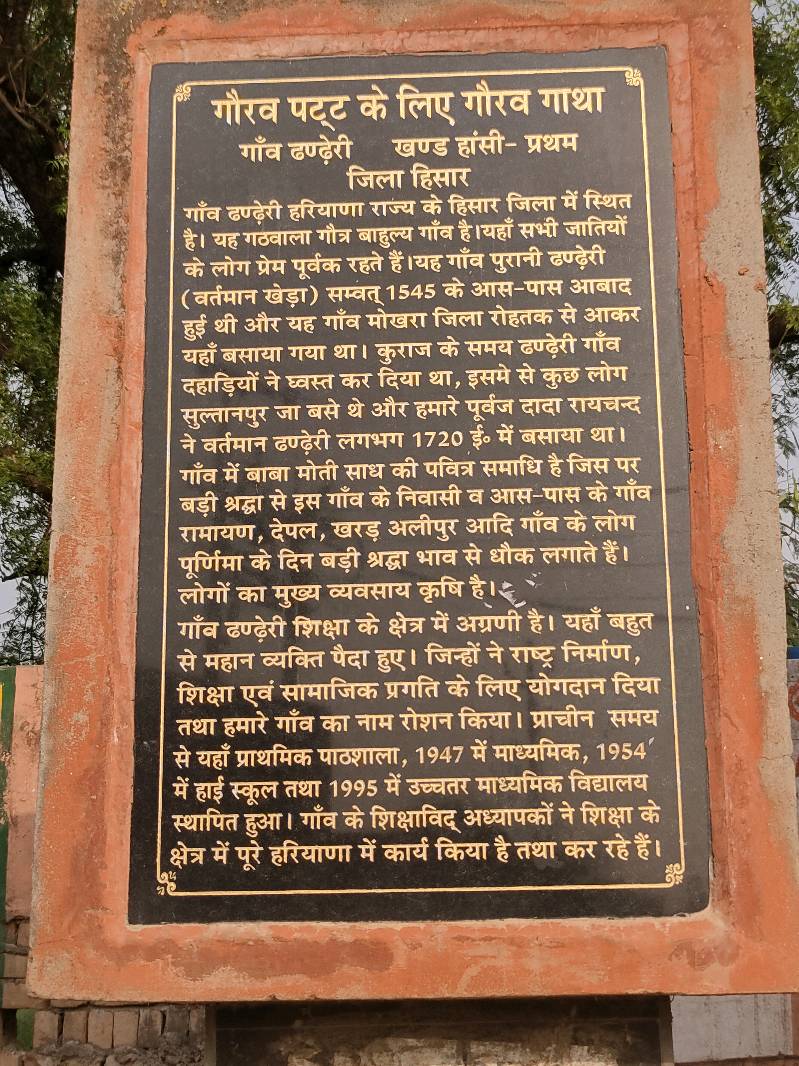 गौरव पट्ट के लिए गौरव गाथा
गाँव ढण्ढ़ेरी खण्ड हांसी- प्रथम
जिला हिसार
गाँव ढण्ढ़ेरी हरियाणा राज्य के हिसार जिला में स्थित
है। यह गठवाला गौत्र बाहुल्य गाँव है।यहाँ सभी जातियों
के लोग प्रेम पूर्वक रहते हैं।यह गाँव पुरानी ढण्ढ़ेरी
(वर्तमान खेड़ा) सम्वत् 1545 के आस-पास आबाद
हुई थी और यह गाँव मोखरा जिला रोहतक से आकर
यहाँ बसाया गया था। कुराज के समय ढण्ढ़ेरी गाँव
दहाड़ियों ने घ्वस्त कर दिया था, इसमे से कुछ लोग
सुल्तानपुर जा बसे थे और हमारे पूर्वज दादा रायचन्द
ने वर्तमान ढण्ढ़ेरी लगभग 1720 ई॰ में बसाया था।
गाँव में बाबा मोती साध की पवित्र समाधि है जिस पर
बड़ी श्रद्धा से इस गाँव के निवासी व आस-पास के गाँव
रामायण, देपल, खरड़ अलीपुर आदि गाँव के लोग
पूर्णिमा के दिन बड़ी श्रद्धा भाव से धौक लगाते हैं।
लोगों का मुख्य व्यवसाय कृषि है।
गाँव ढण्ढ़ेरी शिक्षा के क्षेत्र में अग्रणी है। यहाँ बहुत
से महान व्यक्ति पैदा हुए। जिन्हों ने राष्ट्र निर्माण,
शिक्षा एवं सामाजिक प्रगति के लिए योगदान दिया
तथा हमारे गाँव का नाम रोशन किया। प्राचीन समय
से यहाँ प्राथमिक पाठशाला, 1947 में माध्यमिक, 1954
में हाई स्कूल तथा 1995 में उच्चतर माध्यमिक विद्यालय
स्थापित हुआ। गाँव के शिक्षाविद् अध्यापकों ने शिक्षा के
क्षेत्र में पूरे हरियाणा में कार्य किया है तथा कर रहे हैं।